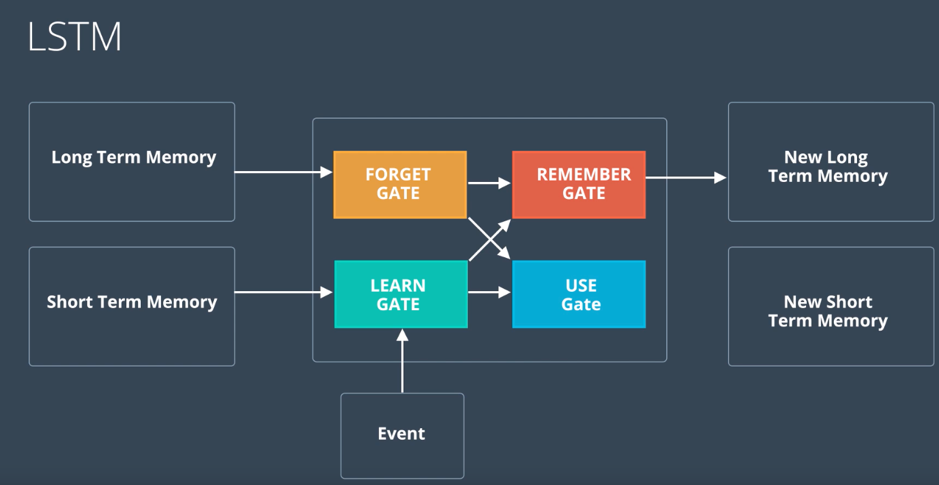 LSTM
Long Term Memory
FORGET
GATE
REMEMBER
GATE
New Long
Term Memory
Short Term Memory
LEARN
GATE
USE
Gate
New Short
Term Memory
Event